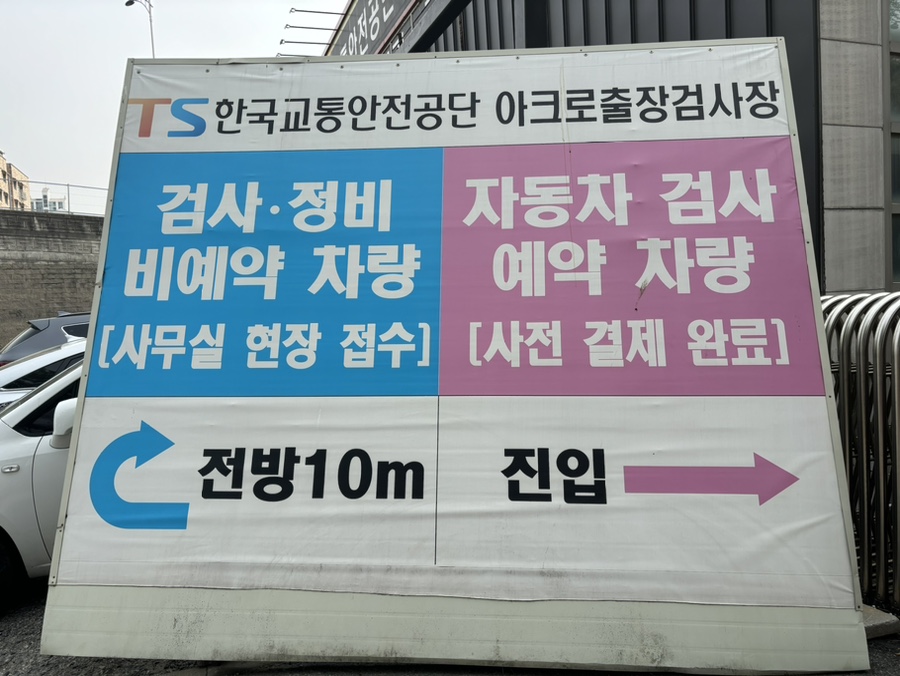 TS한국교통안전공단 아크로출장검사장
검사·정비
비예약 차량
[사무실 현장 접수]
자동차 검사
예약 차량
[사전 결제 완료]
전방10m
진입